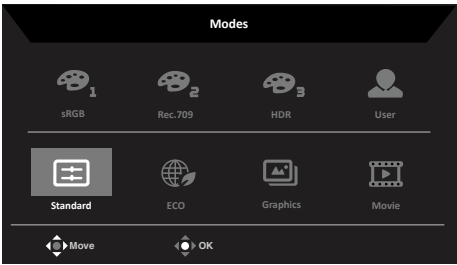 Modes
1 2 3
sRGB Rec.709 HDR User
Standard ECO Graphics Movie
Move OK